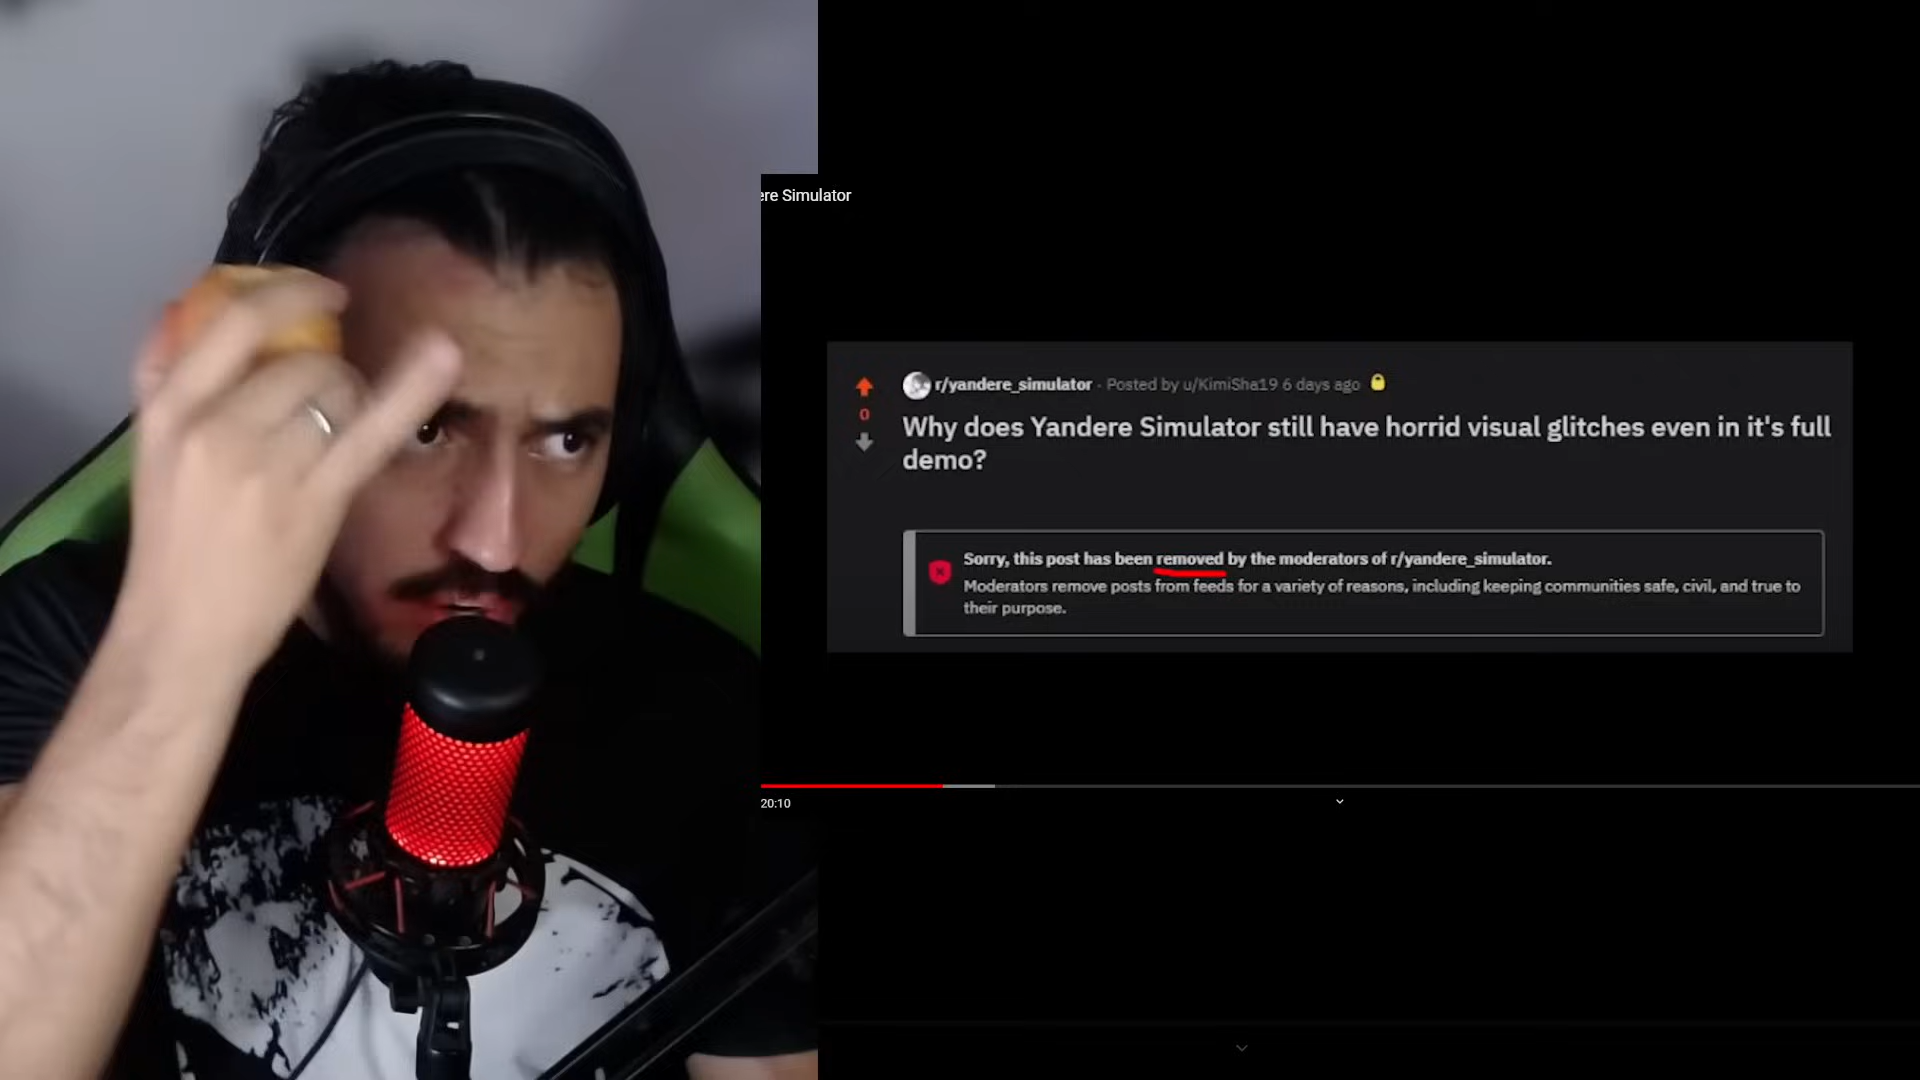 ere Simulator
r/yandere_simulator · Posted by u/KimiSha19 6 days ago
0
Why does Yandere Simulator still have horrid visual glitches even in it's full
demo?
Sorry, this post has been removed by the moderators of r/yandere_simulator.
Moderators remove posts from feeds for a variety of reasons, including keeping communities safe, civil, and true to
their purpose.
20:10